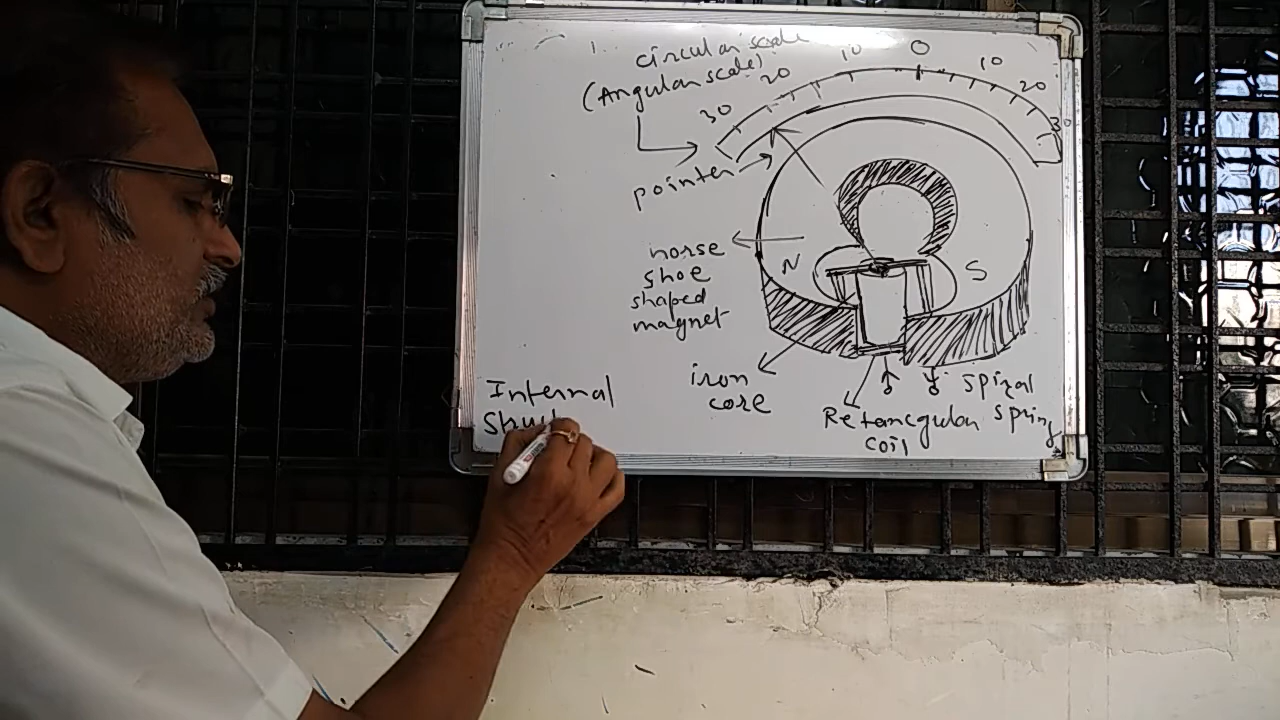 circular scale
(Angular scale)
30 20 10 0 10 20 30
pointer
horse
shoe
shaped
magnet
N S
iron
core
Retancgular
coil
spiral
spring
Internal